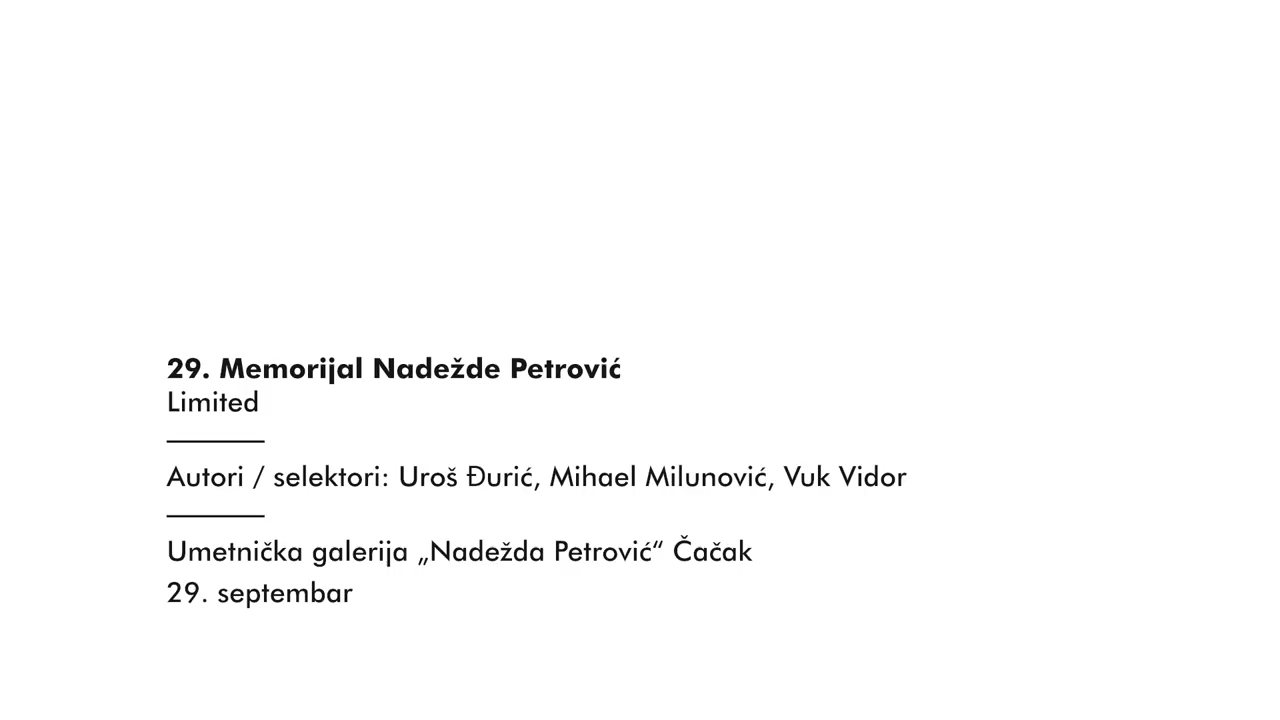 29. Memorijal Nadežde Petrović
Limited
Autori / selektori: Uroš Đurić, Mihael Milunović, Vuk Vidor
Umetnička galerija „Nadežda Petrović“ Čačak
29. septembar